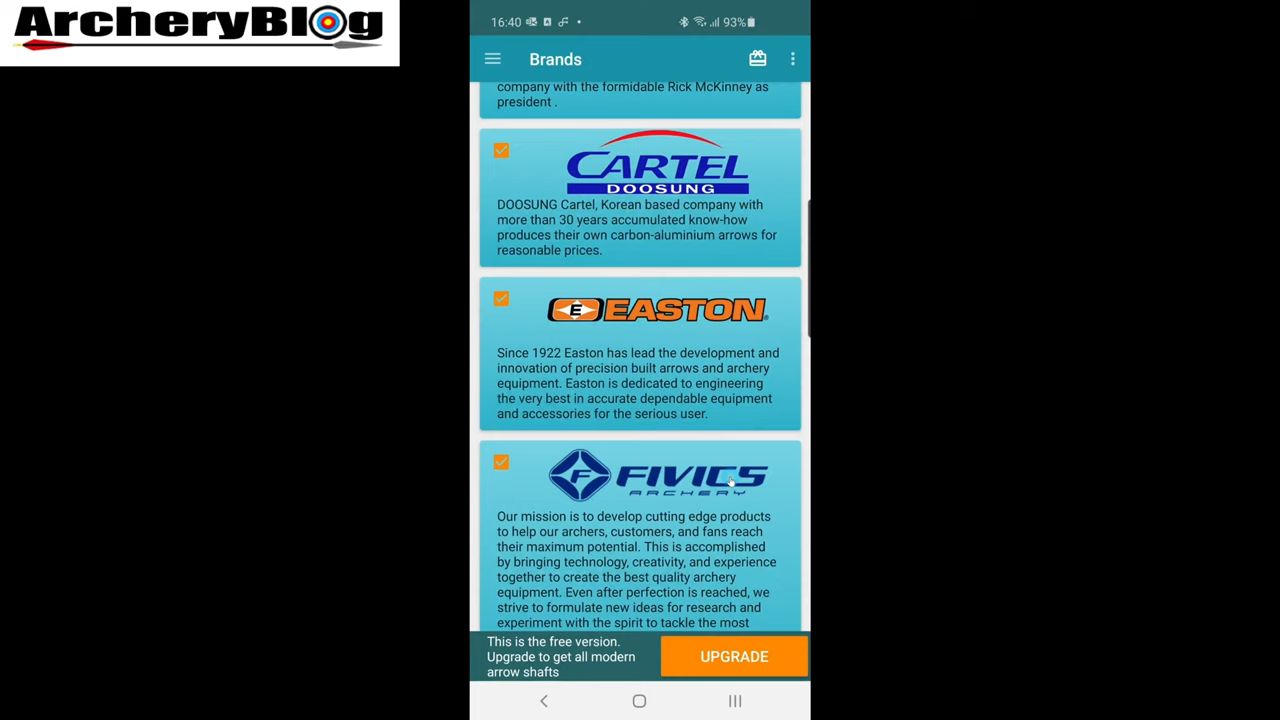 ArcheryBlog
16:40
93%
Brands
company with the formidable Rick McKinney as
president .
CARTEL
DOOSUNG
DOOSUNG Cartel, Korean based company with
more than 30 years accumulated know-how
produces their own carbon-aluminium arrows for
reasonable prices.
E EASTON
Since 1922 Easton has lead the development and
innovation of precision built arrows and archery
equipment. Easton is dedicated to engineering
the very best in accurate dependable equipment
and accessories for the serious user.
F FIVICS
ARCHERY
Our mission is to develop cutting edge products
to help our archers, customers, and fans reach
their maximum potential. This is accomplished
by bringing technology, creativity, and experience
together to create the best quality archery
equipment. Even after perfection is reached, we
strive to formulate new ideas for research and
experiment with the spirit to tackle the most
This is the free version.
Upgrade to get all modern
arrow shafts
UPGRADE